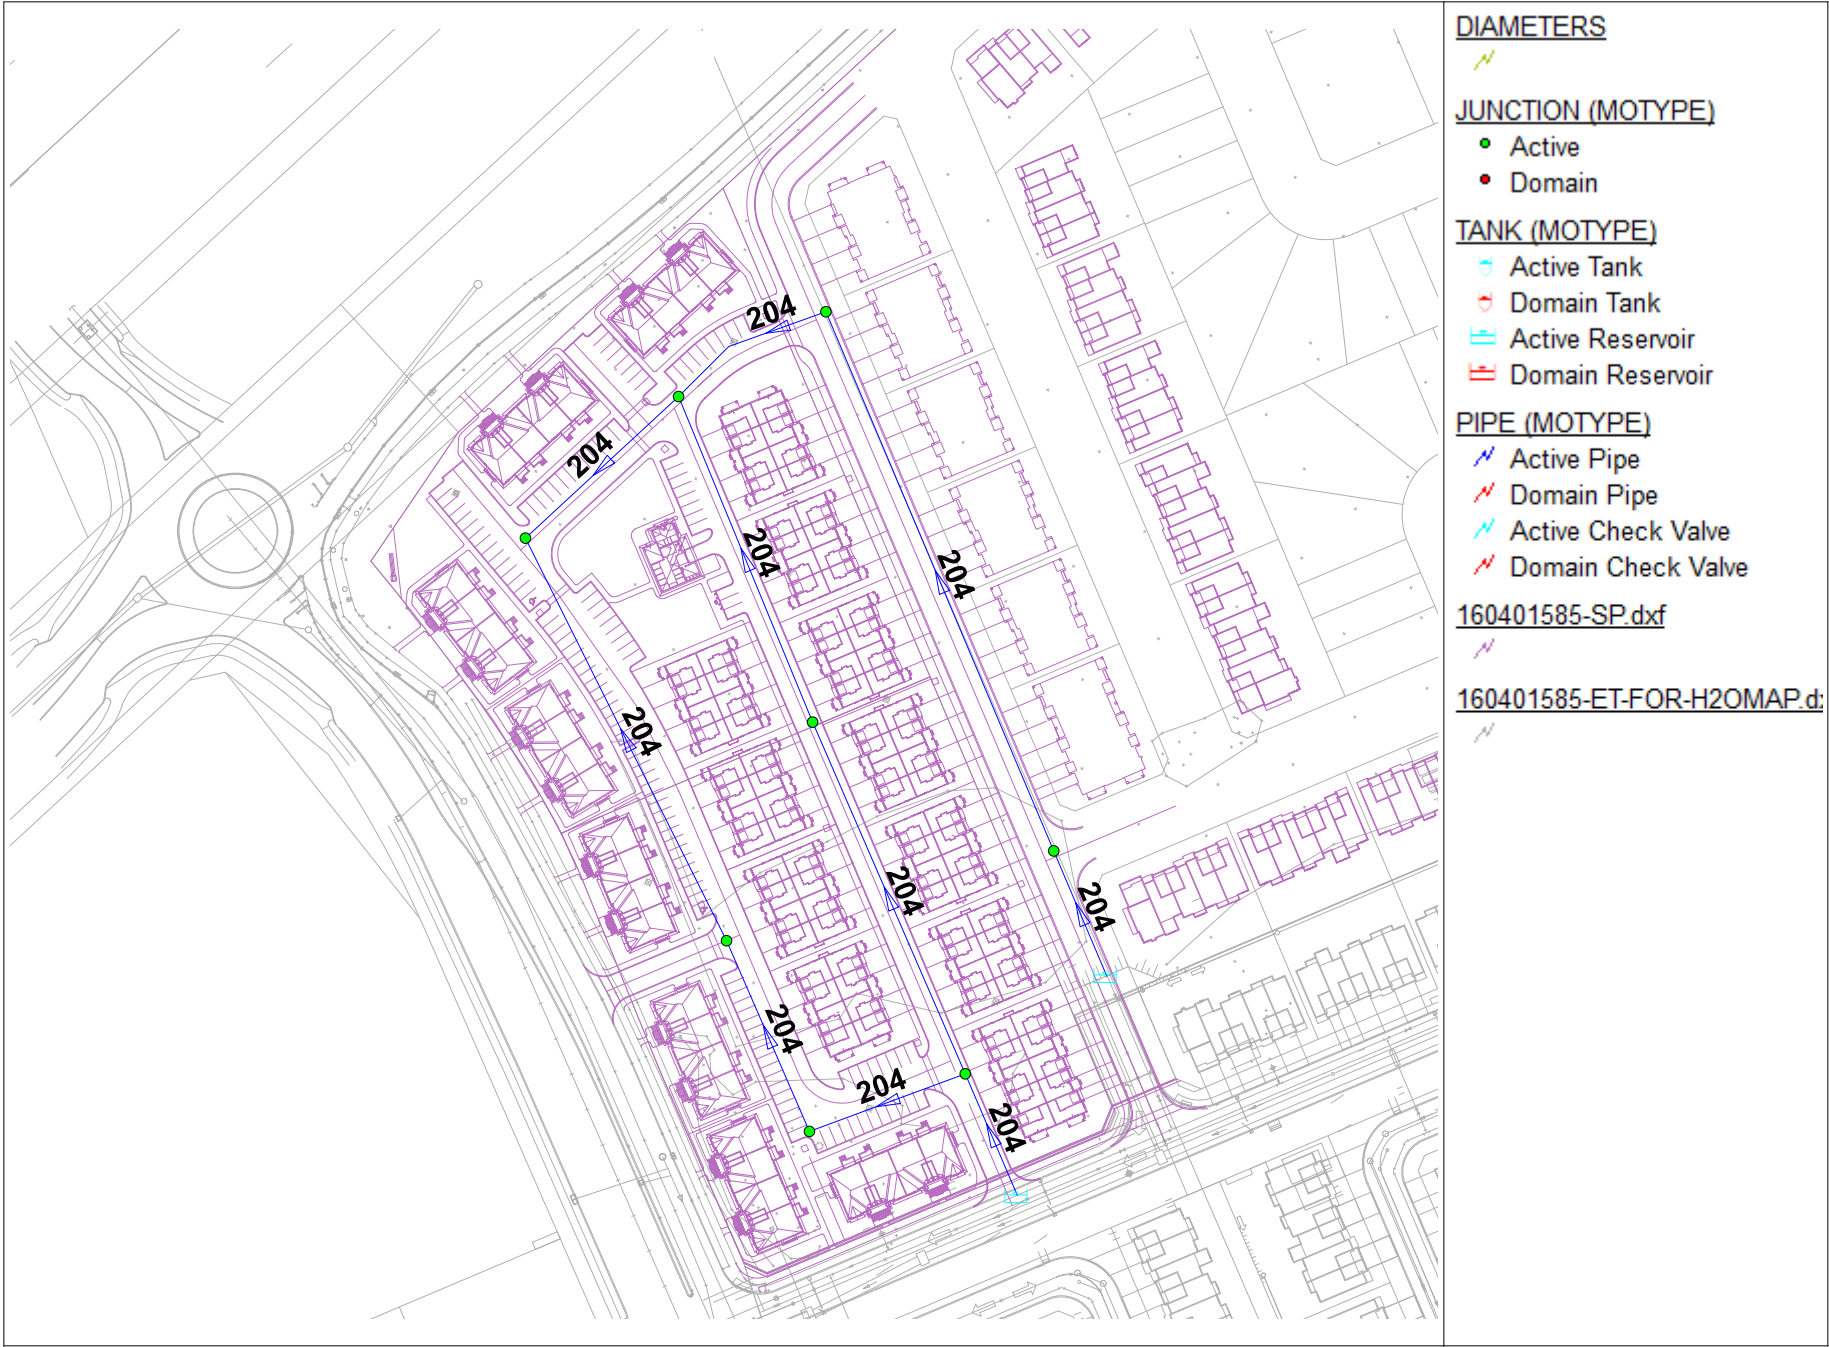 DIAMETERS
JUNCTION (MOTYPE)
Active
Domain
TANK (MOTYPE)
Active Tank
Domain Tank
Active Reservoir
Domain Reservoir
PIPE (MOTYPE)
Active Pipe
Domain Pipe
Active Check Valve
Domain Check Valve
160401585-SP.dxf
160401585-ET-FOR-H2OMAP.d
204
204
204
204
204
204
204
204
204
204